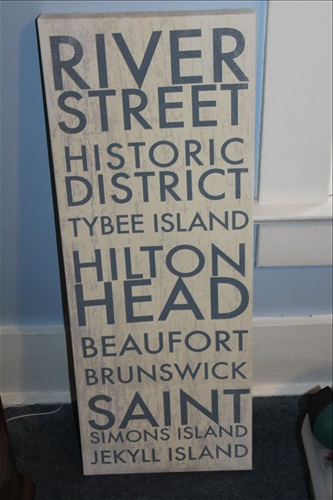 RIVER
STREET
HISTORIC
DISTRICT
TYBEE ISLAND
HILTON
HEAD
BEAUFORT
BRUNSWICK
SAINT
SIMONS ISLAND
JEKYLL ISLAND